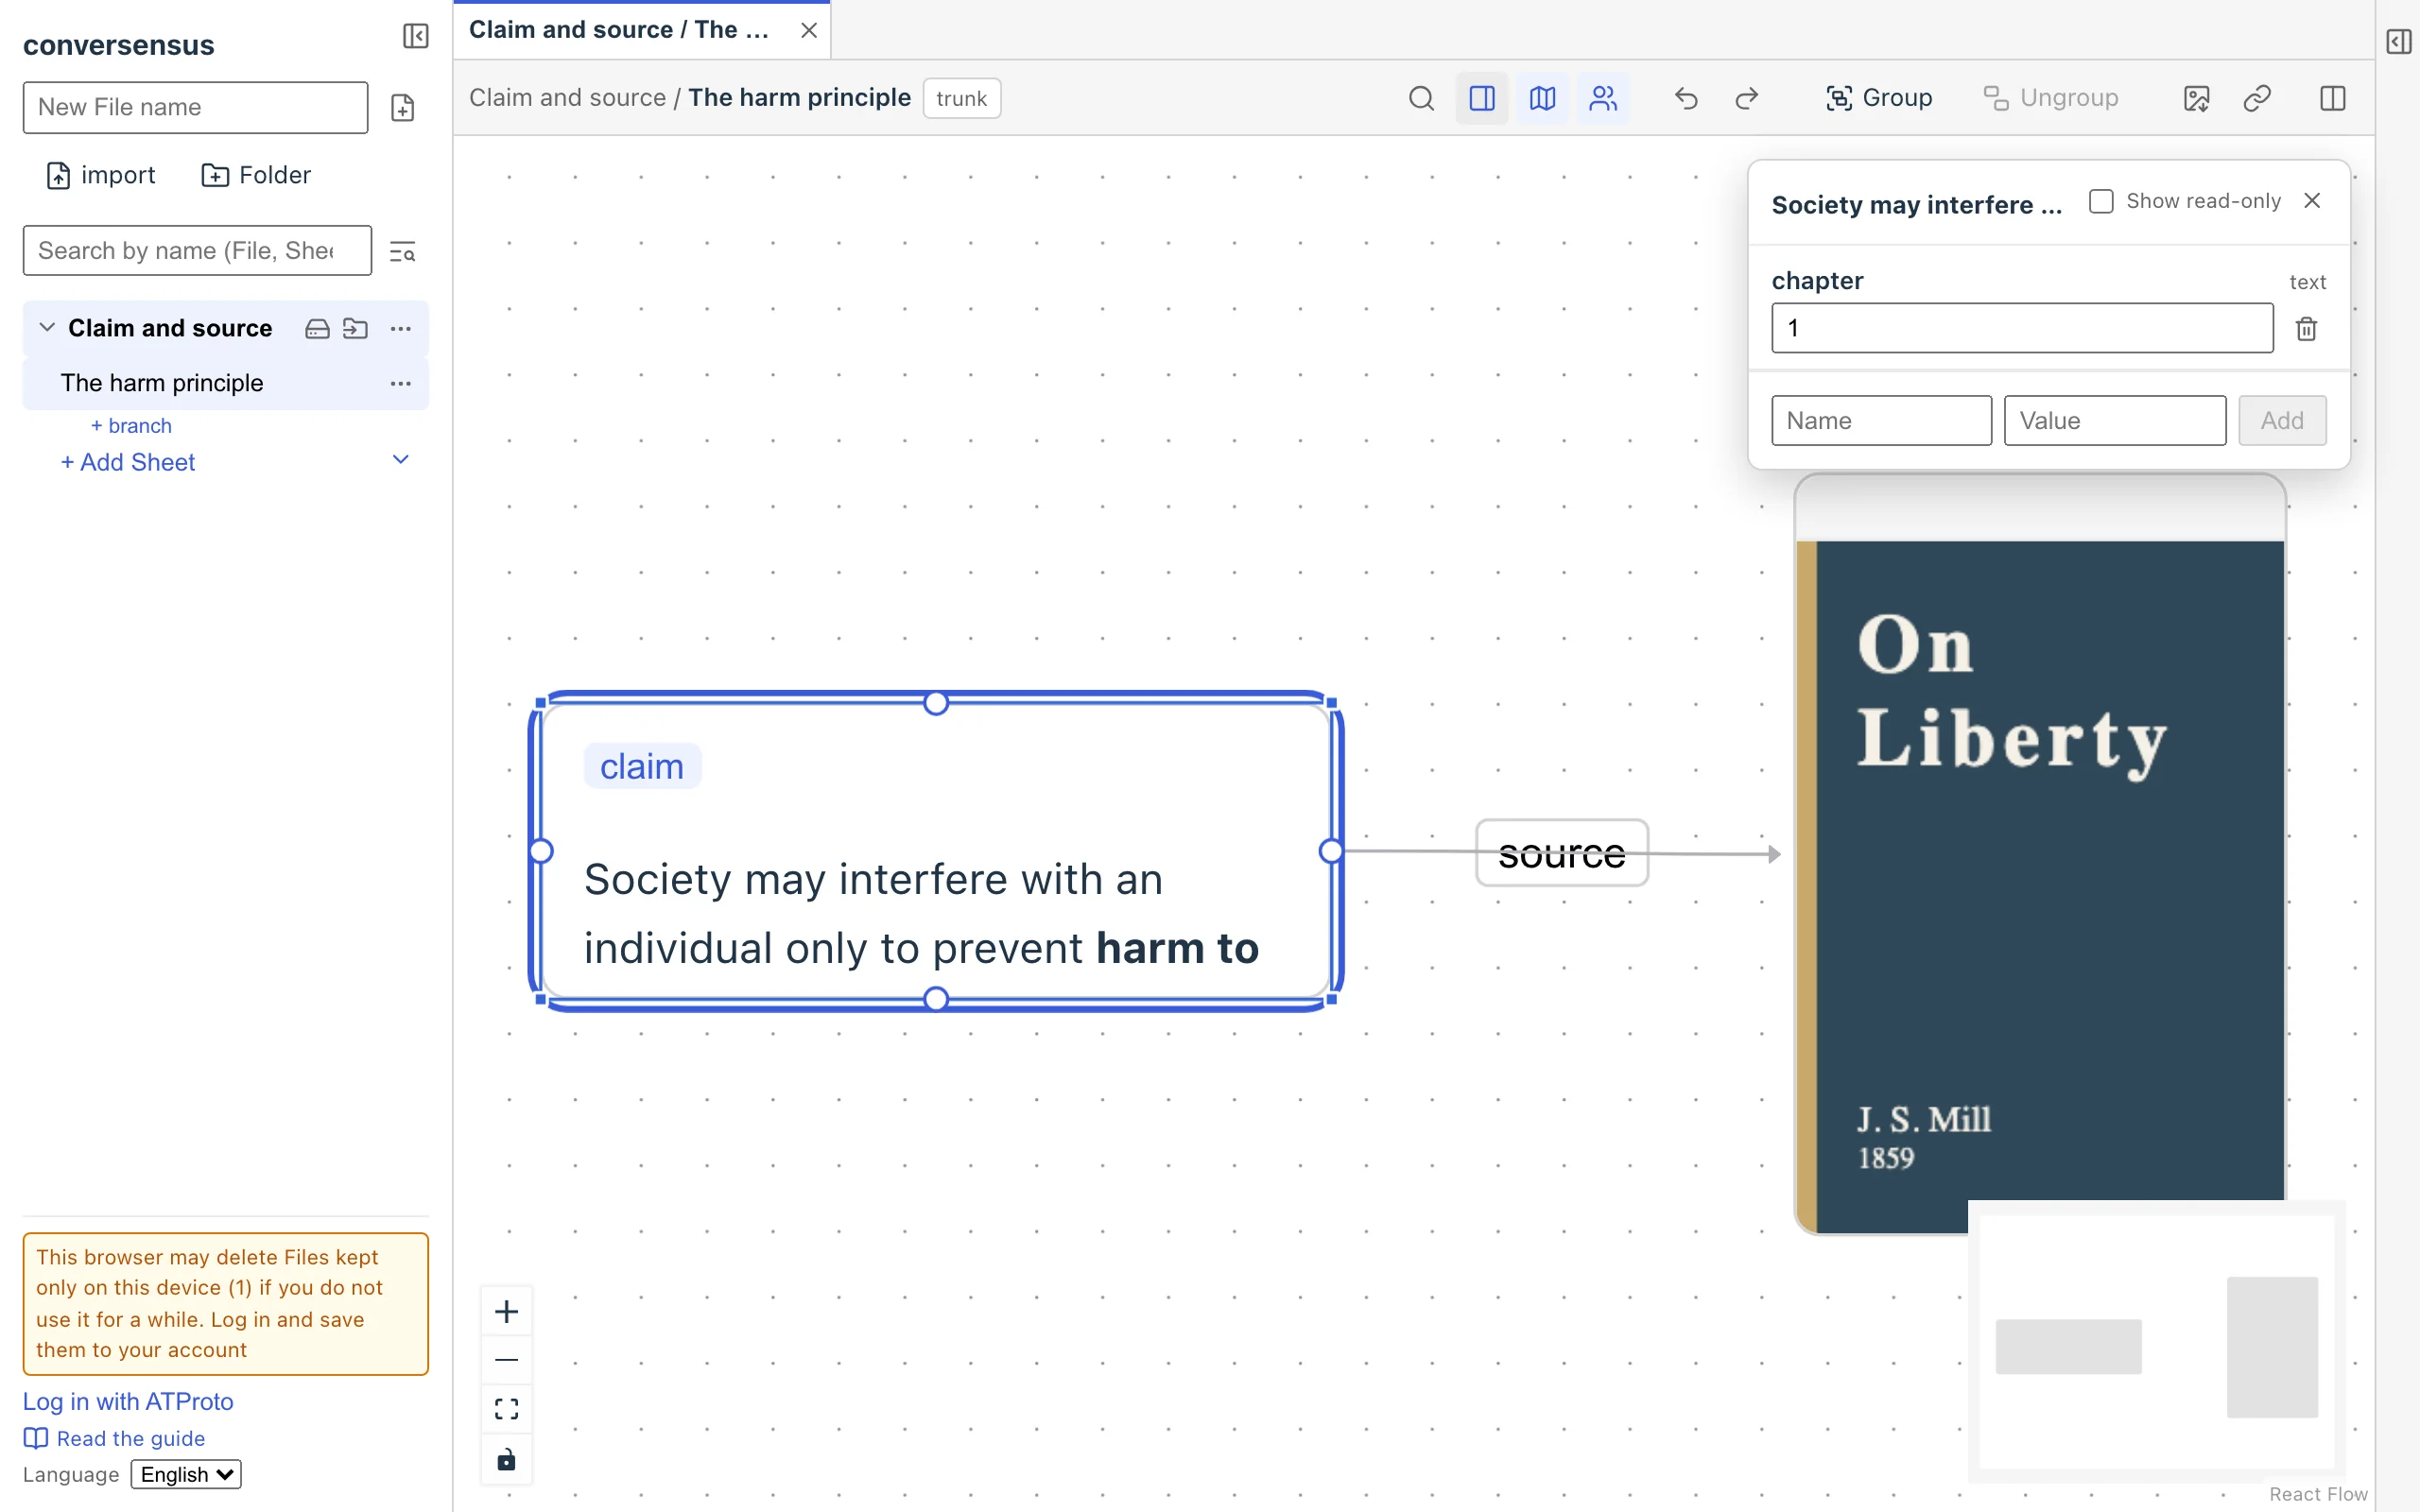 conversensus
New File name
import
Folder
Search by name (File, Shee
Claim and source
The harm principle
+ branch
+ Add Sheet
This browser may delete Files kept
only on this device (1) if you do not
use it for a while. Log in and save
them to your account
Log in with ATProto
Read the guide
Language English
Claim and source / The ...
Claim and source / The harm principle trunk
Group
Ungroup
Society may interfere ...
Show read-only
chapter
text
1
Name
Value
Add
claim
Society may interfere with an
individual only to prevent harm to
source
On
Liberty
J. S. Mill
1859
React Flow